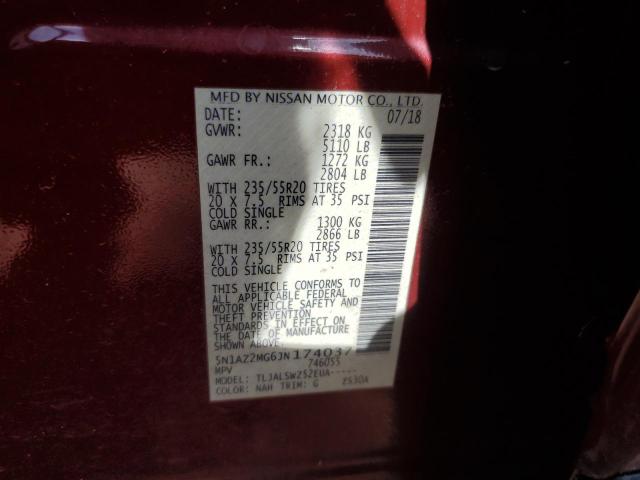 MFD BY NISSAN MOTOR CO., LTD.
DATE: 07/18
GVWR: 2318 KG
5110 LB
GAWR FR.: 1272 KG
2804 LB
WITH 235/55R20 TIRES
20 X 7.5 RIMS AT 35 PSI
COLD SINGLE
GAWR RR.: 1300 KG
2866 LB
WITH 235/55R20 TIRES
20 X 7.5 RIMS AT 35 PSI
COLD SINGLE
THIS VEHICLE CONFORMS TO
ALL APPLICABLE FEDERAL
MOTOR VEHICLE SAFETY AND
THEFT PREVENTION
STANDARDS IN EFFECT ON
THE DATE OF MANUFACTURE
SHOWN ABOVE.
5N1AZ2MG6JN174037
MPV 746055
MODEL: TLJALSWZ52EUA-----
COLOR: NAH TRIM: G Z530A